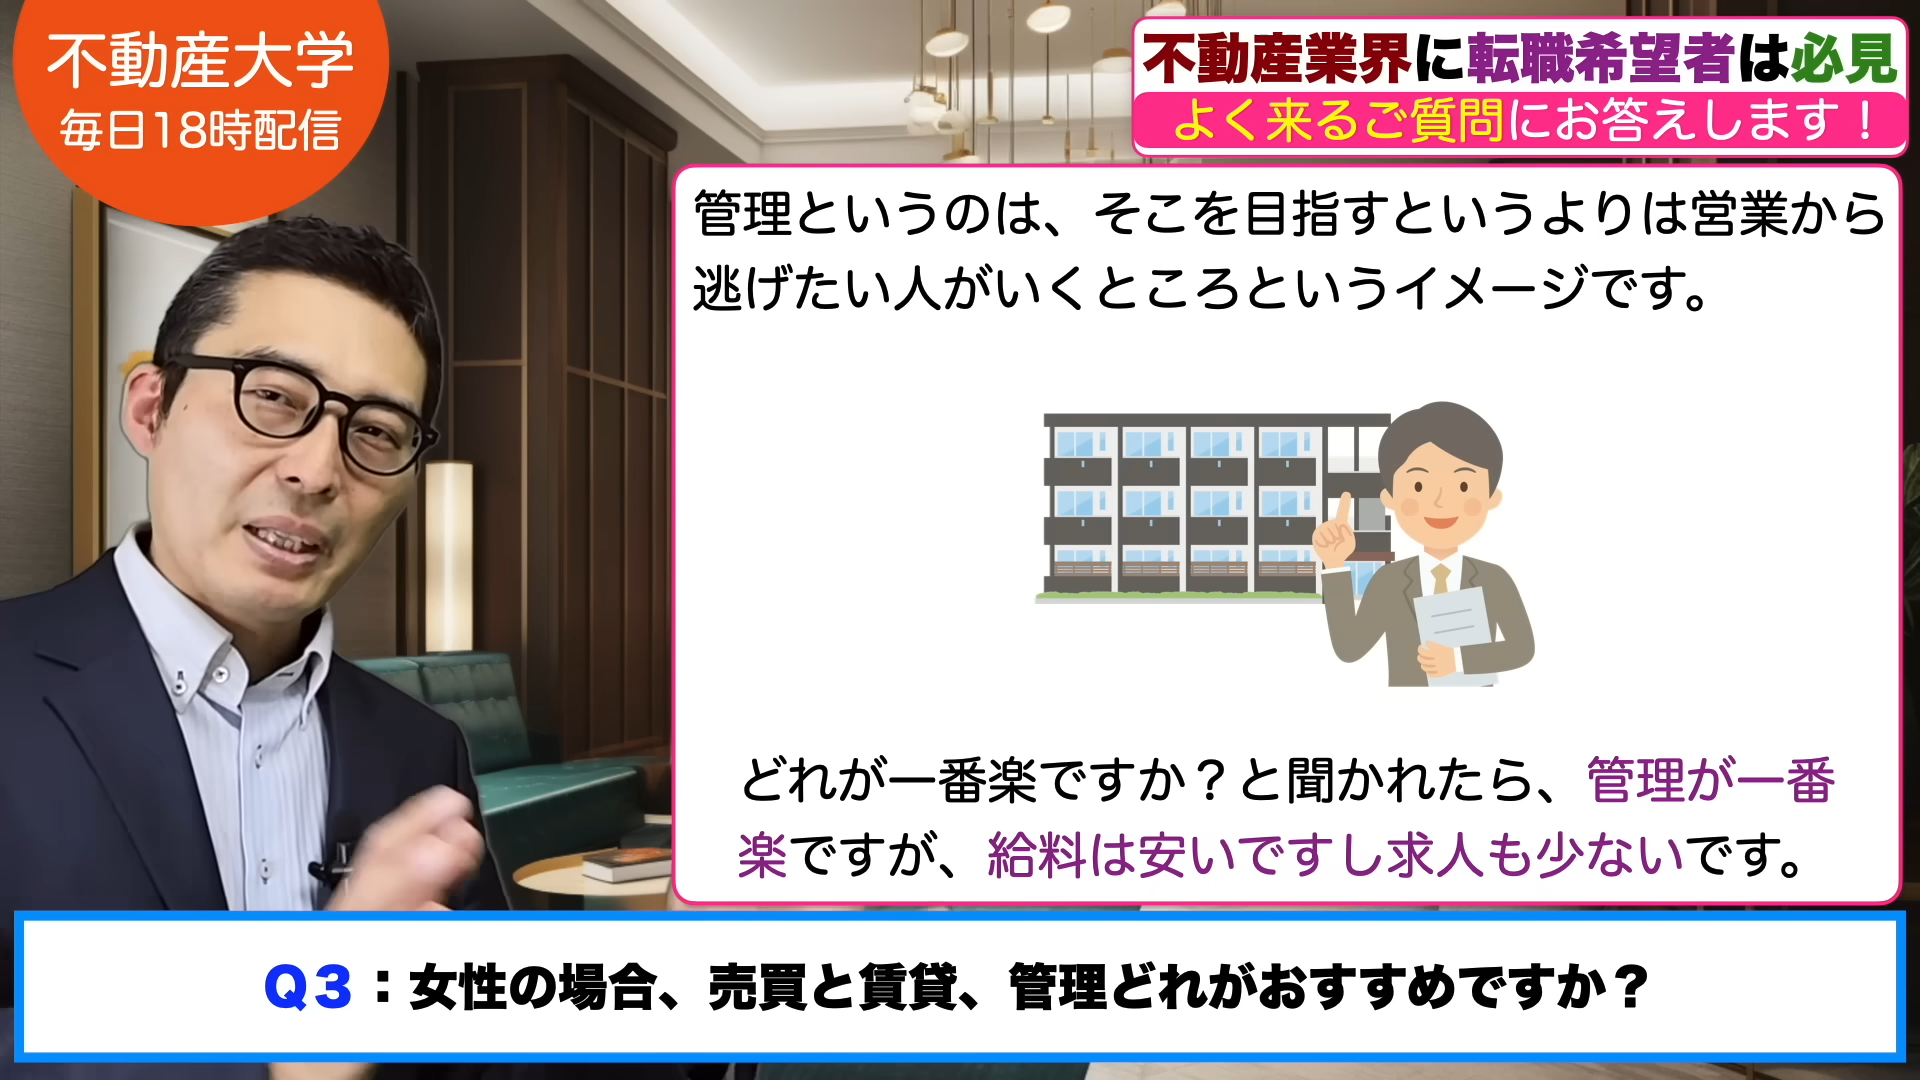 不動産大学
毎日18時配信
不動産業界に転職希望者は必見
よく来るご質問にお答えします！
管理というのは、そこを目指すというよりは営業から
逃げたい人がいくところというイメージです。
どれが一番楽ですか？と聞かれたら、管理が一番
楽ですが、給料は安いですし求人も少ないです。
Q3：女性の場合、売買と賃貸、管理どれがおすすめですか？